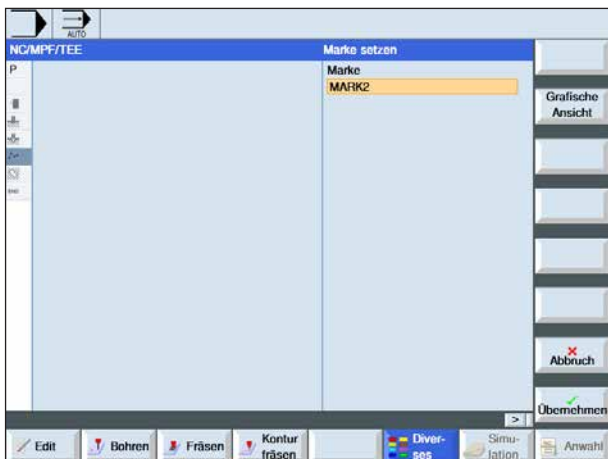 AUTO
NC/MPF/TEE
Marke setzen
P
Marke
MARK2
END
Grafische
Ansicht
Abbruch
Übernehmen
>
Edit
Bohren
Fräsen
Kontur
fräsen
Diver-
ses
Simu-
lation
Anwahl